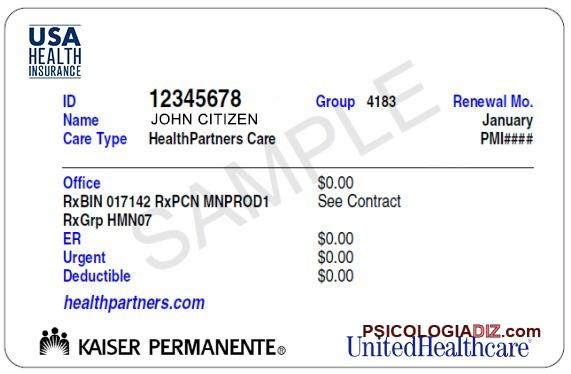 USA
HEALTH
INSURANCE
ID 12345678 Group 4183 Renewal Mo.
Name JOHN CITIZEN January
Care Type HealthPartners Care PMI####
SAMPLE
Office $0.00
RxBIN 017142 RxPCN MNPROD1 See Contract
RxGrp HMN07
ER $0.00
Urgent $0.00
Deductible $0.00
healthpartners.com
PSICOLOGIADIZ.com
KAISER PERMANENTE® UnitedHealthcare®